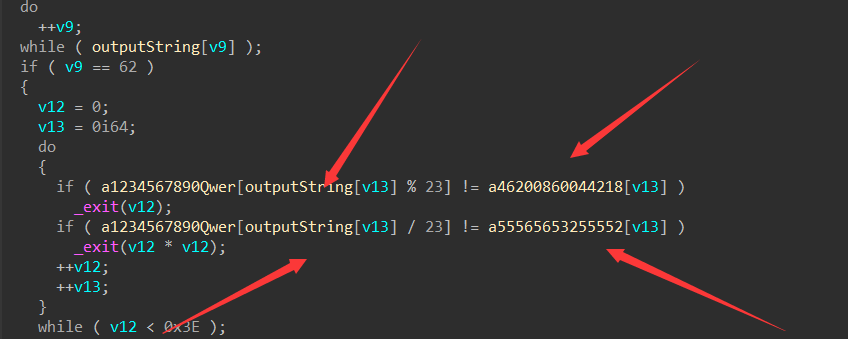 do
++v9;
while ( outputString[v9] );
if ( v9 == 62 )
{
v12 = 0;
v13 = 0i64;
do
{
if ( a1234567890Qwer[outputString[v13] % 23] != a46200860044218[v13] )
_exit(v12);
if ( a1234567890Qwer[outputString[v13] / 23] != a55565653255552[v13] )
_exit(v12 * v12);
++v12;
++v13;
}
while ( v12 < 0x3E );